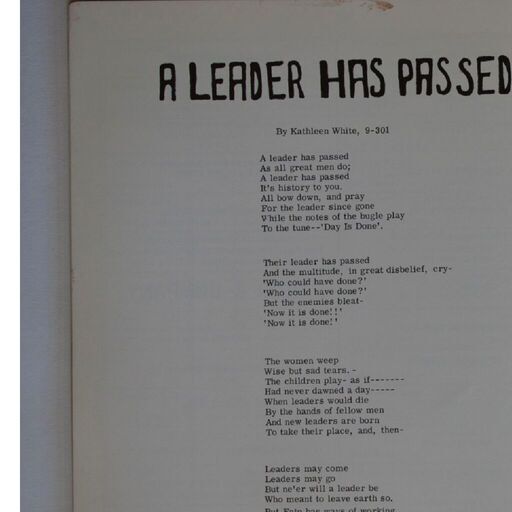 A LEADER HAS PASSED
By Kathleen White, 9-301
A leader has passed
As all great men do;
A leader has passed
It's history to you.
All bow down, and pray
For the leader since gone
While the notes of the bugle play
To the tune--'Day Is Done'.
Their leader has passed
And the multitude, in great disbelief, cry-
'Who could have done?'
'Who could have done?'
But the enemies bleat-
'Now it is done!!'
'Now it is done!'
The women weep
Wise but sad tears. -
The children play- as if-------
Had never dawned a day-----
When leaders would die
By the hands of fellow men
And new leaders are born
To take their place, and, then-
Leaders may come
Leaders may go
But ne'er will a leader be
Who meant to leave earth so.
But Fate has ways of working